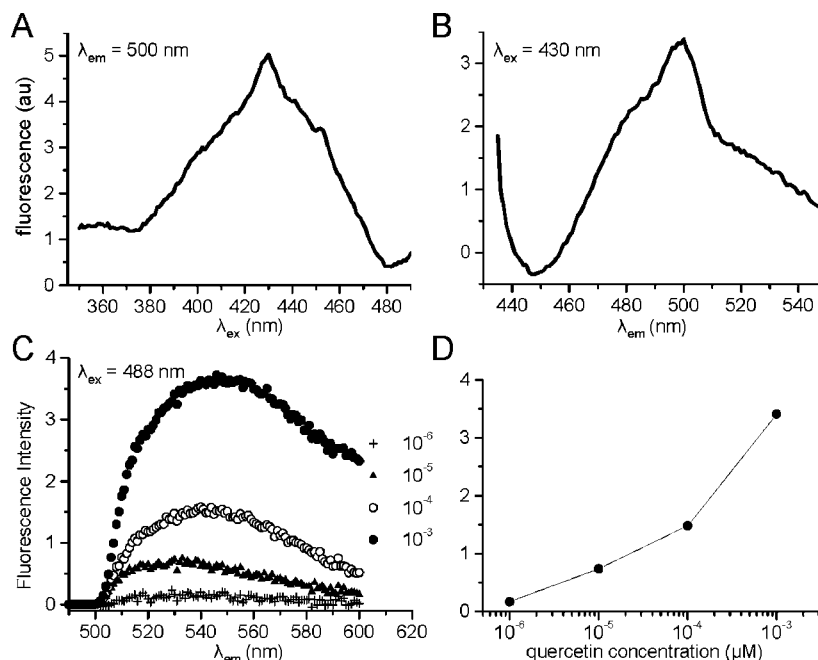 A
λem = 500 nm
fluorescence (au)
5
4
3
2
1
0
360 380 400 420 440 460 480
λex (nm)
B
λex = 430 nm
3
2
1
0
440 460 480 500 520 540
λem (nm)
C
λex = 488 nm
Fluorescence Intensity
4
3
2
1
0
10⁻⁶
10⁻⁵
10⁻⁴
10⁻³
500 520 540 560 580 600 620
λem (nm)
D
4
3
2
1
0
10⁻⁶ 10⁻⁵ 10⁻⁴ 10⁻³
quercetin concentration (µM)